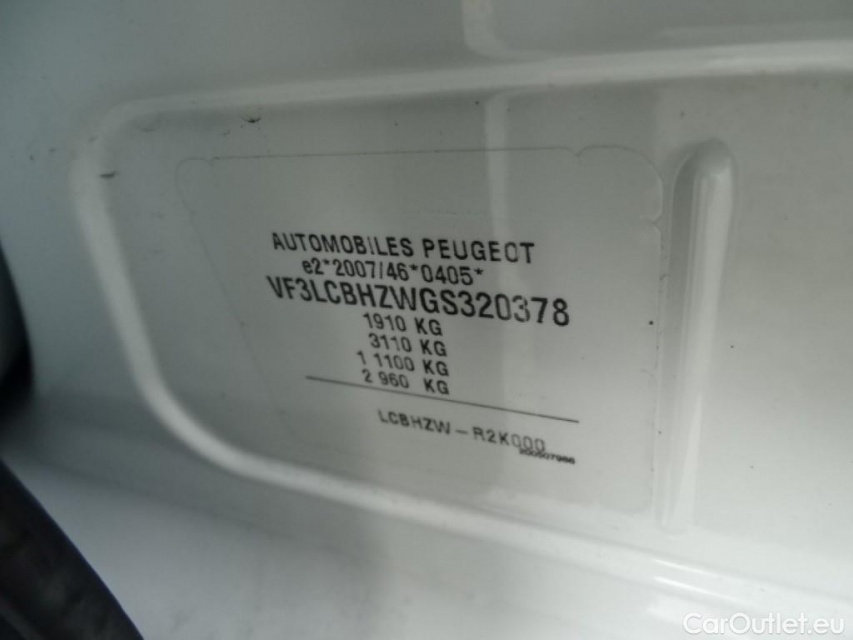 AUTOMOBILES PEUGEOT
e2*2007/46*0405*
VF3LCBHZWGS320378
1910 KG
3110 KG
1 1100 KG
2 960 KG
LCBHZW - R2K000
CarOutlet.eu